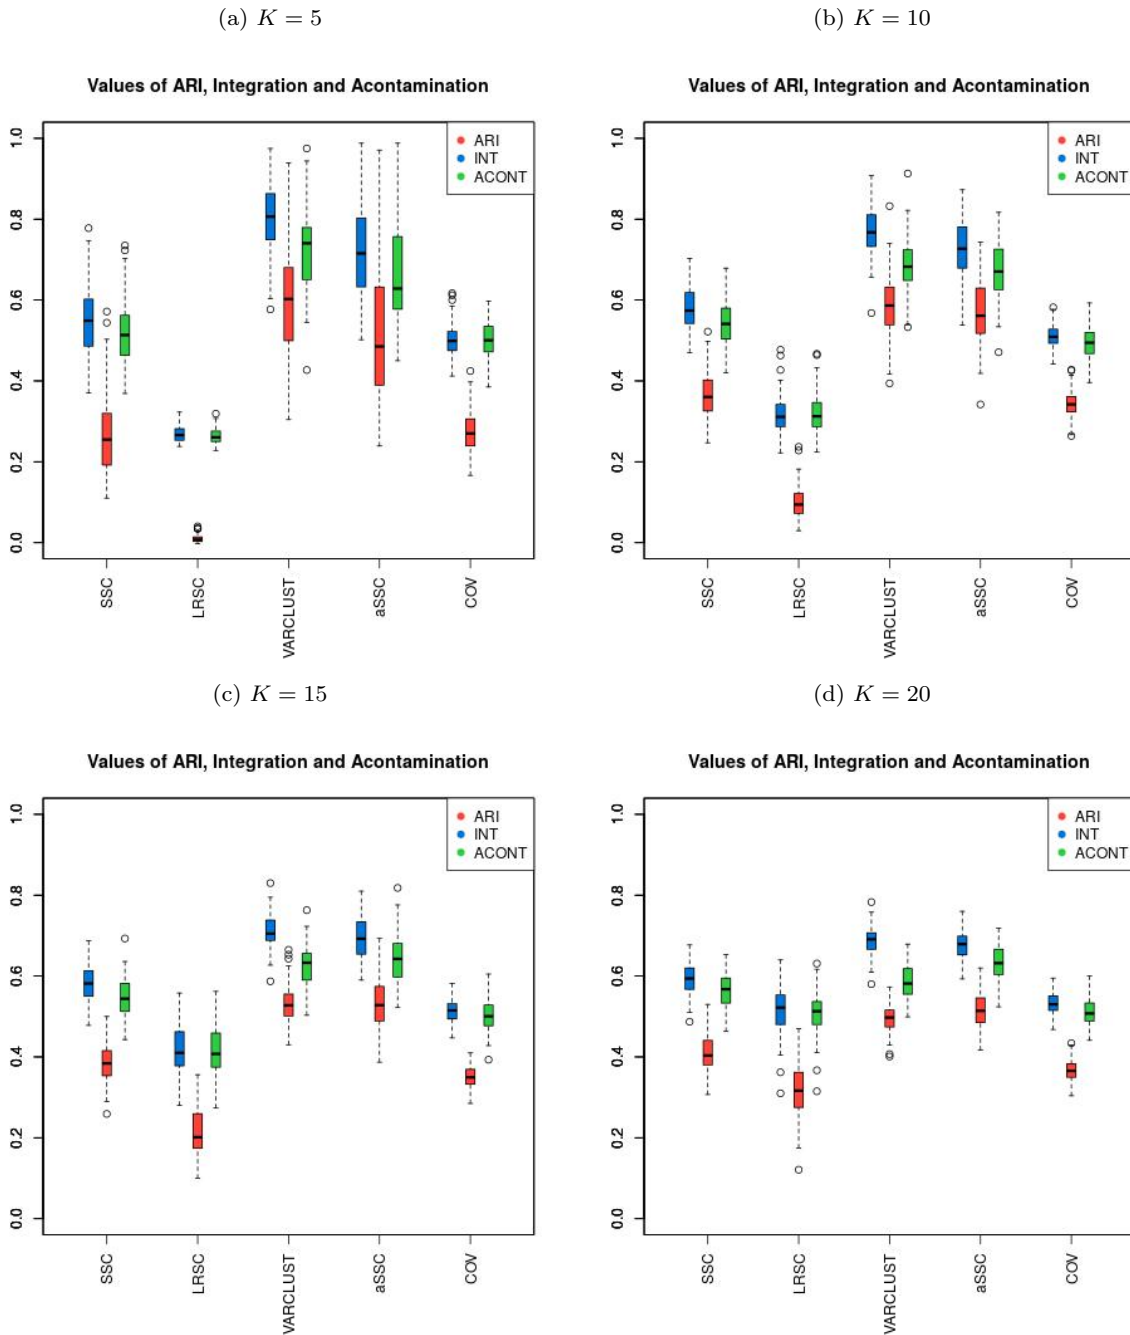 (a) K = 5
Values of ARI, Integration and Acontamination
ARI
INT
ACONT
1.0
0.8
0.6
0.4
0.2
0.0
SSC
LRSC
VARCLUST
aSSC
COV
(b) K = 10
Values of ARI, Integration and Acontamination
ARI
INT
ACONT
1.0
0.8
0.6
0.4
0.2
0.0
SSC
LRSC
VARCLUST
aSSC
COV
(c) K = 15
Values of ARI, Integration and Acontamination
ARI
INT
ACONT
1.0
0.8
0.6
0.4
0.2
0.0
SSC
LRSC
VARCLUST
aSSC
COV
(d) K = 20
Values of ARI, Integration and Acontamination
ARI
INT
ACONT
1.0
0.8
0.6
0.4
0.2
0.0
SSC
LRSC
VARCLUST
aSSC
COV